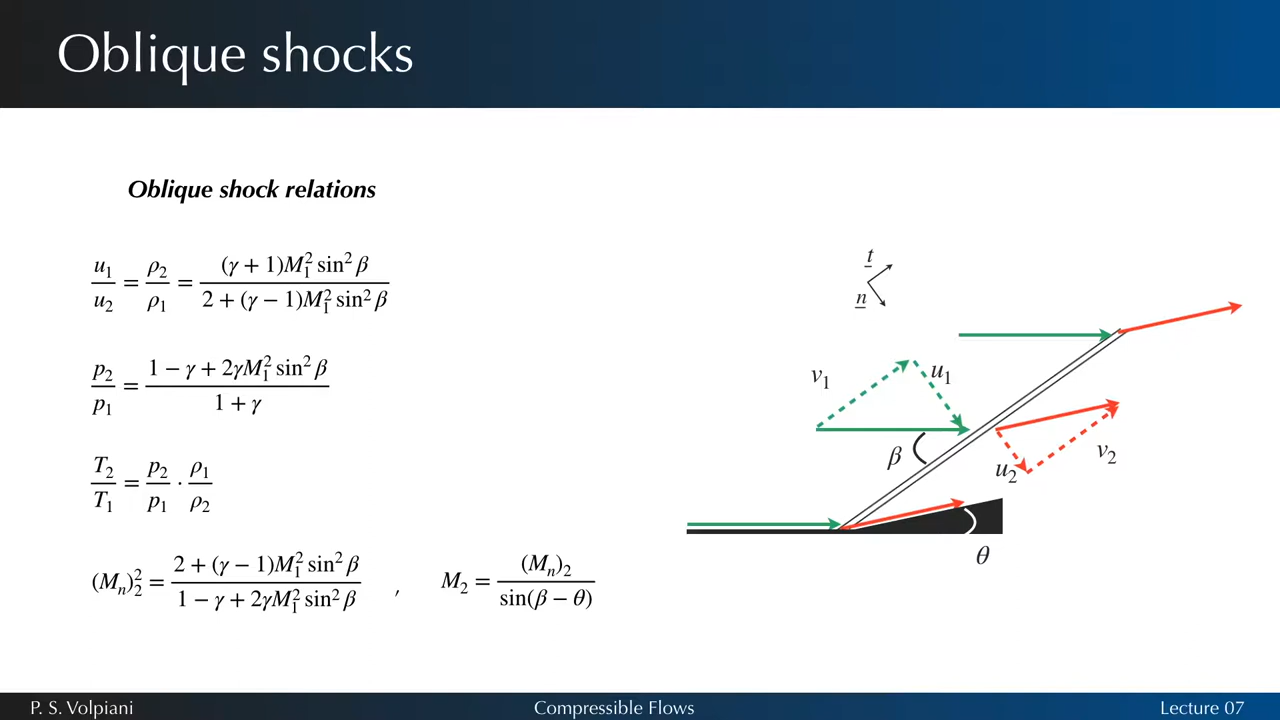 Oblique shocks
Oblique shock relations
u₁/u₂ = ρ₂/ρ₁ = (γ + 1)M₁² sin² β / 2 + (γ − 1)M₁² sin² β
p₂/p₁ = 1 − γ + 2γM₁² sin² β / 1 + γ
T₂/T₁ = p₂/p₁ · ρ₁/ρ₂
(Mₙ)₂² = 2 + (γ − 1)M₁² sin² β / 1 − γ + 2γM₁² sin² β , M₂ = (Mₙ)₂ / sin(β − θ)
t
n
v₁
u₁
β
u₂
v₂
θ
P. S. Volpiani
Compressible Flows
Lecture 07